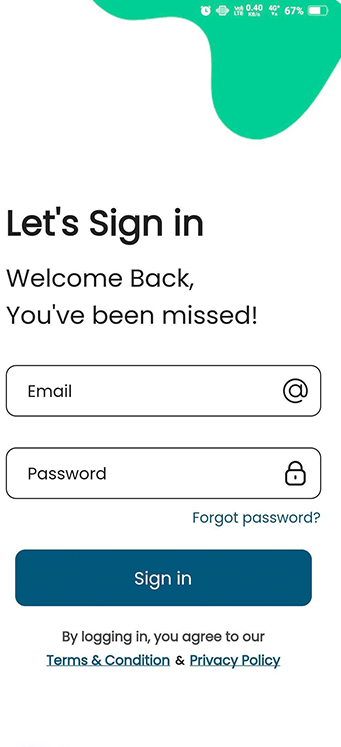 VoD LTE 0.40 KB/s 4G+ 67%
Let's Sign in
Welcome Back,
You've been missed!
Email
Password
Forgot password?
Sign in
By logging in, you agree to our
Terms & Condition & Privacy Policy